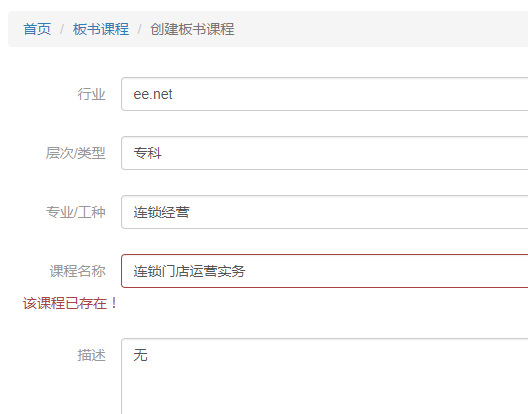 首页 / 板书课程 / 创建板书课程
行业 ee.net
层次/类型 专科
专业/工种 连锁经营
课程名称 连锁门店运营实务
该课程已存在！
描述 无